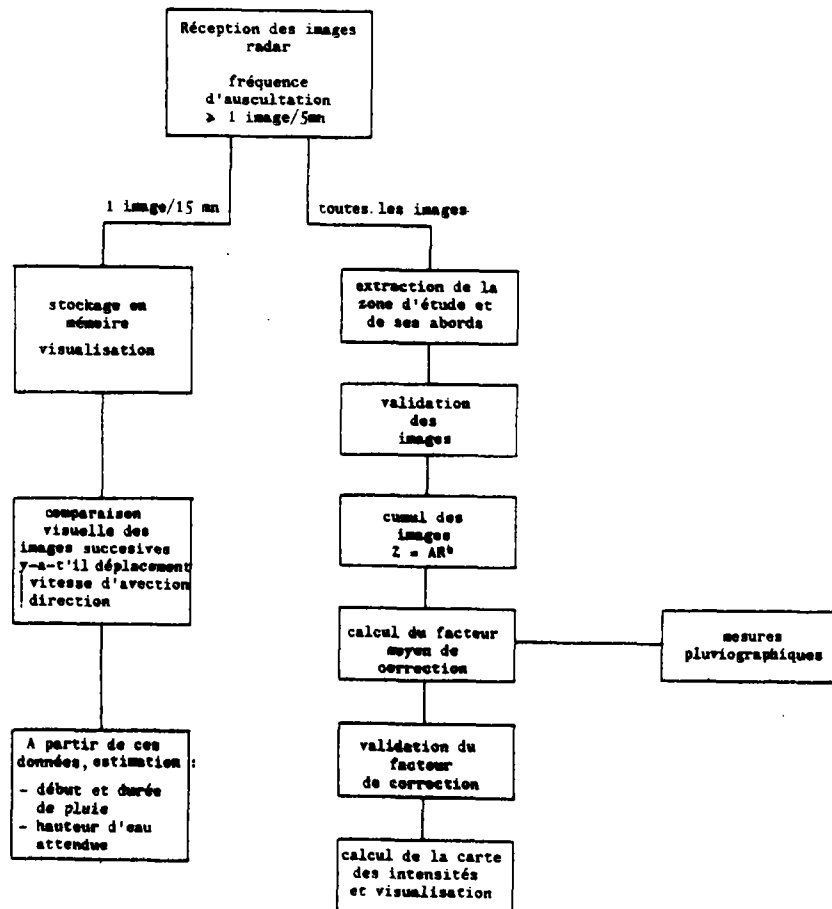 Réception des images
radar
fréquence
d'auscultation
≥ 1 image/5mn
1 image/15 mn
toutes les images
stockage en
mémoire
visualisation
extraction de la
zone d'étude et
de ses abords
validation
des
images
comparaison
visuelle des
images succesives
y-a-t'il déplacement
vitesse d'avection
direction
cumul des
images
Z = ARᵇ
calcul du facteur
moyen de
correction
mesures
pluviographiques
A partir de ces
données, estimation :
- début et durée
de pluie
- hauteur d'eau
attendue
validation du
facteur
de correction
calcul de la carte
des intensités
et visualisation